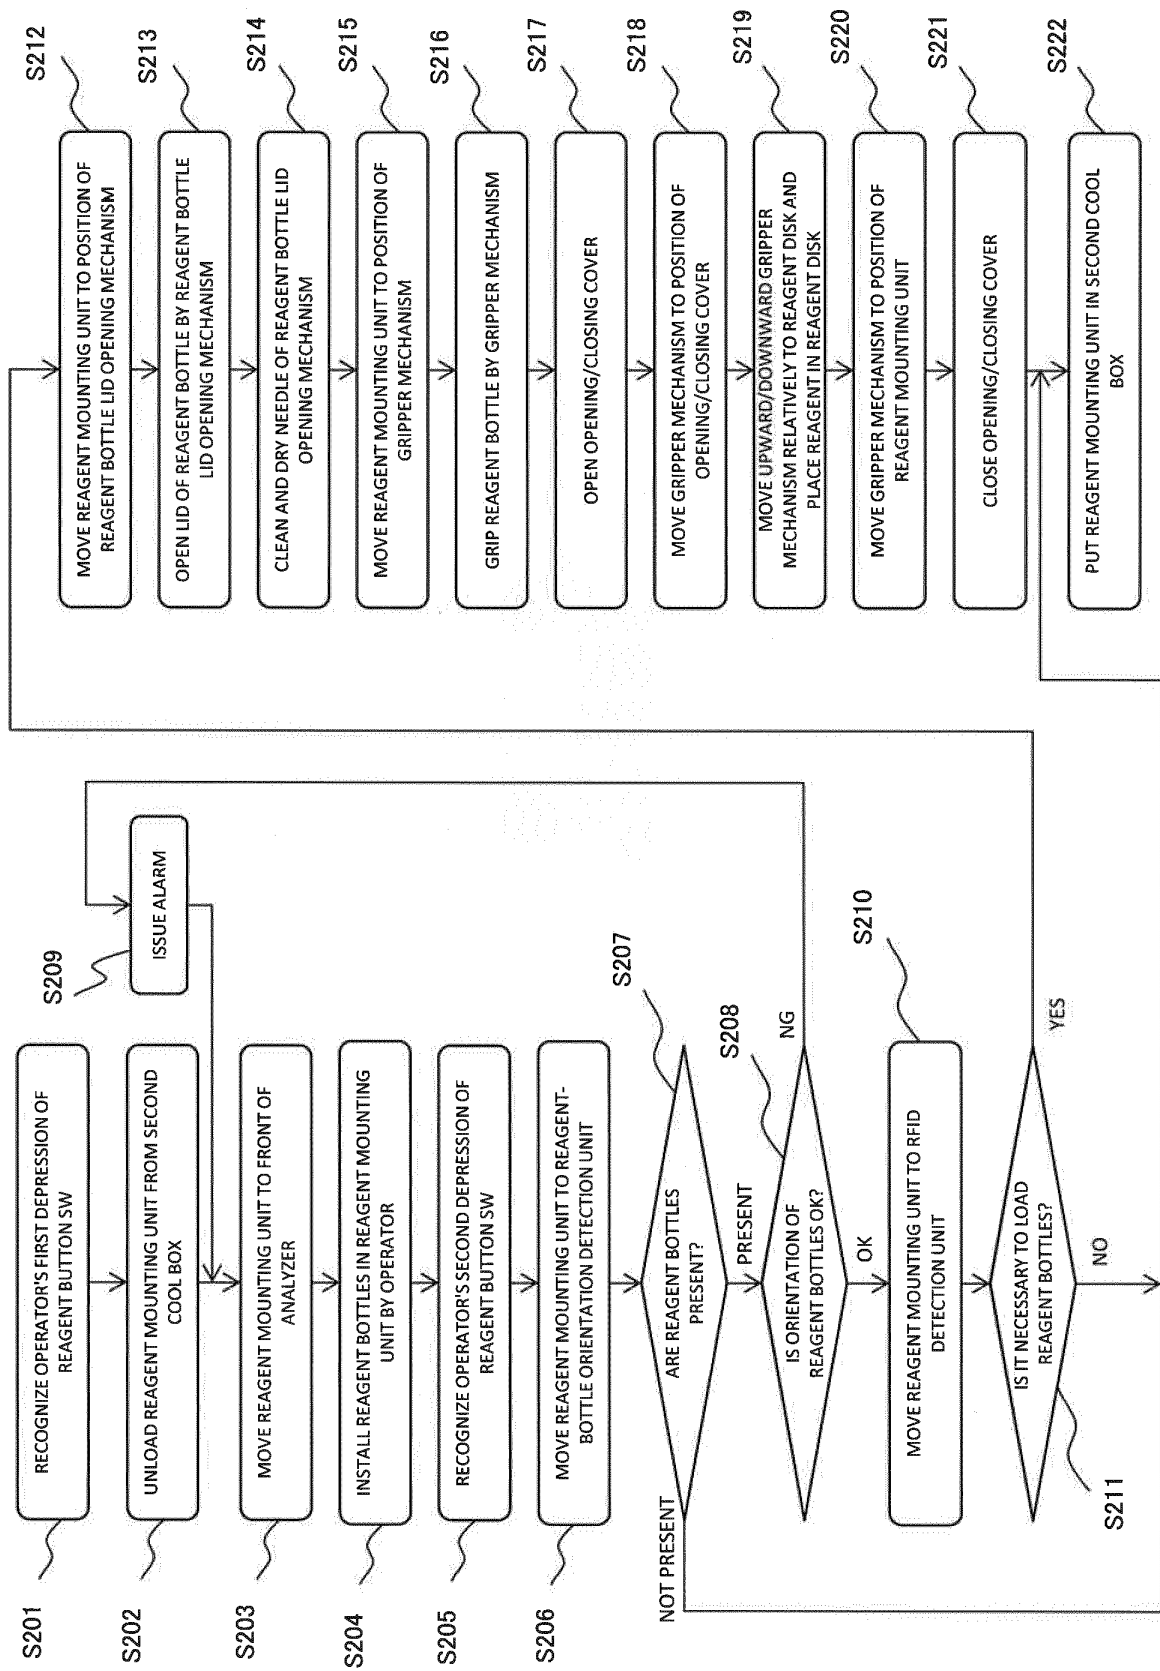 S201
RECOGNIZE OPERATOR'S FIRST DEPRESSION OF
REAGENT BUTTON SW
S202
UNLOAD REAGENT MOUNTING UNIT FROM SECOND
COOL BOX
S209
ISSUE ALARM
S203
MOVE REAGENT MOUNTING UNIT TO FRONT OF
ANALYZER
S204
INSTALL REAGENT BOTTLES IN REAGENT MOUNTING
UNIT BY OPERATOR
S205
RECOGNIZE OPERATOR'S SECOND DEPRESSION OF
REAGENT BUTTON SW
S206
MOVE REAGENT MOUNTING UNIT TO REAGENT-
BOTTLE ORIENTATION DETECTION UNIT
S207
ARE REAGENT BOTTLES
PRESENT?
NOT PRESENT
PRESENT
S208
IS ORIENTATION OF
REAGENT BOTTLES OK?
NG
OK
S210
MOVE REAGENT MOUNTING UNIT TO RFID
DETECTION UNIT
IS IT NECESSARY TO LOAD
REAGENT BOTTLES?
S211
YES
NO
S212
MOVE REAGENT MOUNTING UNIT TO POSITION OF
REAGENT BOTTLE LID OPENING MECHANISM
S213
OPEN LID OF REAGENT BOTTLE BY REAGENT BOTTLE
LID OPENING MECHANISM
S214
CLEAN AND DRY NEEDLE OF REAGENT BOTTLE LID
OPENING MECHANISM
S215
MOVE REAGENT MOUNTING UNIT TO POSITION OF
GRIPPER MECHANISM
S216
GRIP REAGENT BOTTLE BY GRIPPER MECHANISM
S217
OPEN OPENING/CLOSING COVER
S218
MOVE GRIPPER MECHANISM TO POSITION OF
OPENING/CLOSING COVER
S219
MOVE UPWARD/DOWNWARD GRIPPER
MECHANISM RELATIVELY TO REAGENT DISK AND
PLACE REAGENT IN REAGENT DISK
S220
MOVE GRIPPER MECHANISM TO POSITION OF
REAGENT MOUNTING UNIT
S221
CLOSE OPENING/CLOSING COVER
S222
PUT REAGENT MOUNTING UNIT IN SECOND COOL
BOX